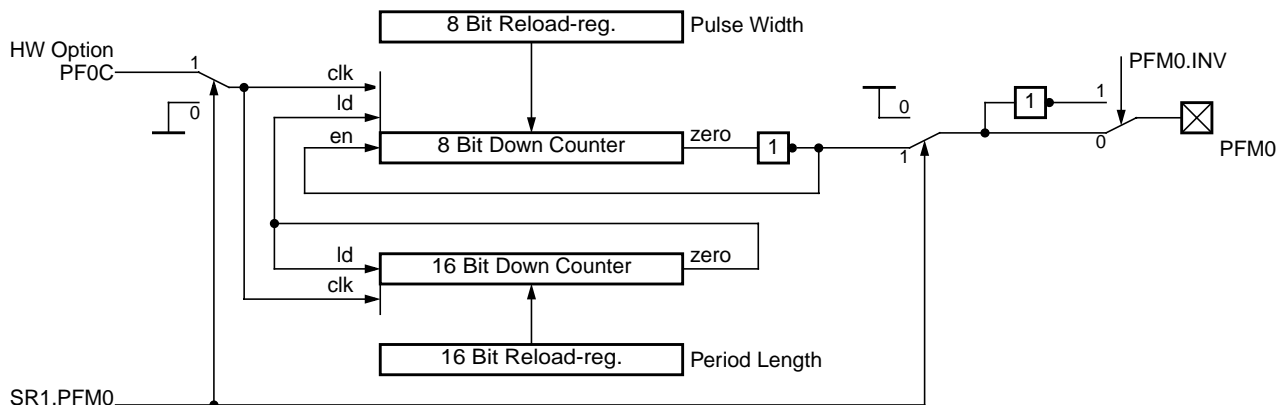 8 Bit Reload-reg. Pulse Width
HW Option
PF0C 1 clk PFM0.INV
0 ld 0 1 1
en 8 Bit Down Counter zero 1 1 0 PFM0
ld 16 Bit Down Counter zero
clk
16 Bit Reload-reg. Period Length
SR1.PFM0